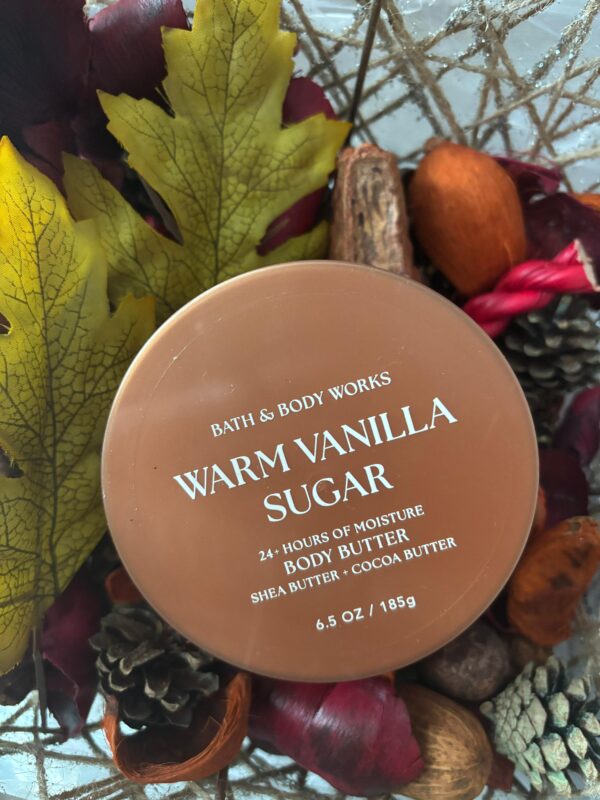 BATH & BODY WORKS
WARM VANILLA
SUGAR
24+ HOURS OF MOISTURE
BODY BUTTER
SHEA BUTTER + COCOA BUTTER
6.5 OZ / 185g